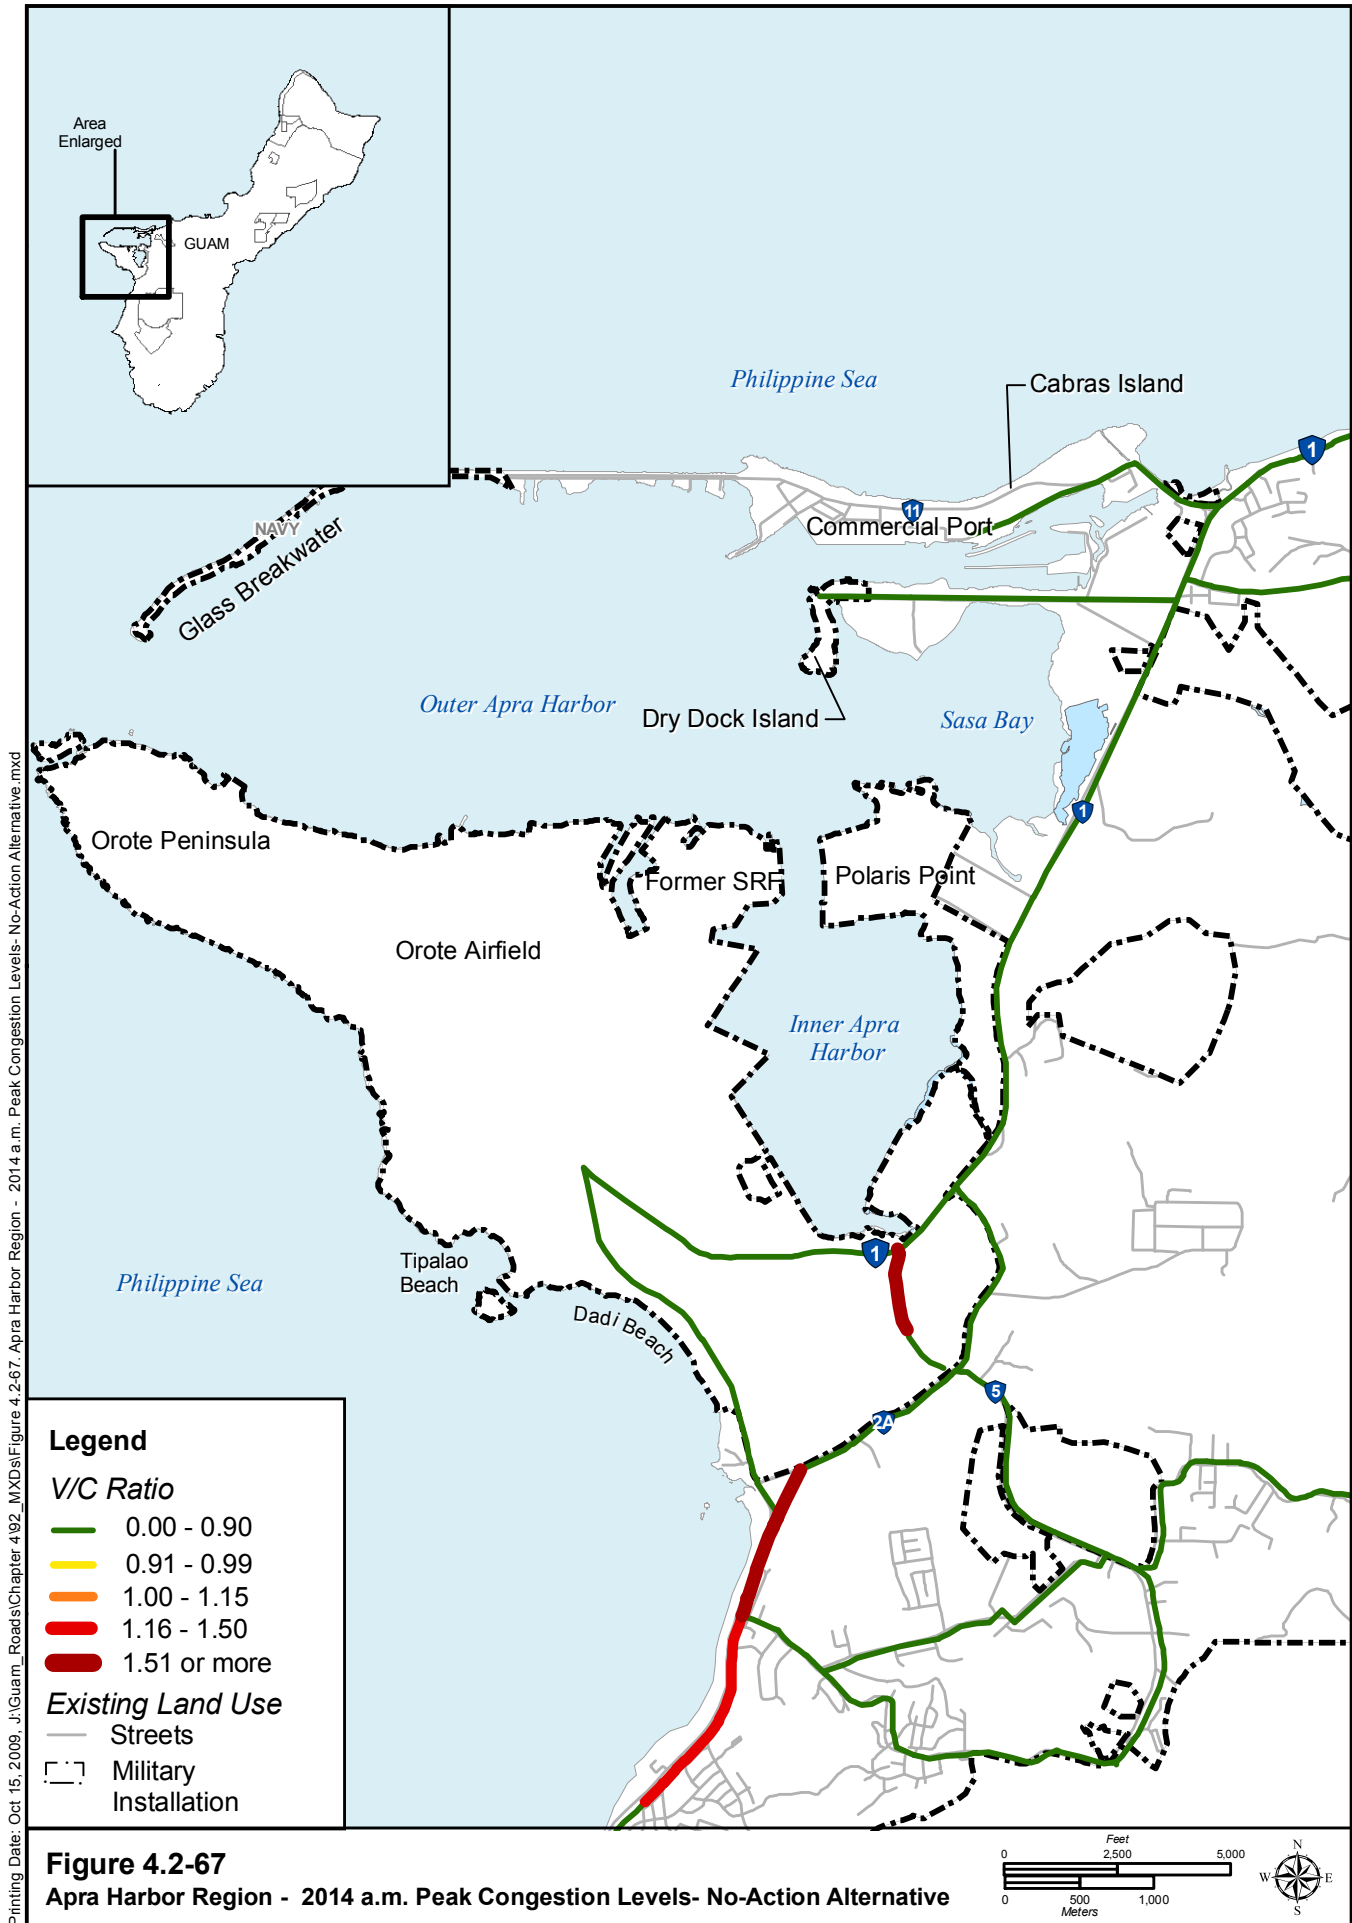 Area
Enlarged
GUAM
Philippine Sea
Cabras Island
1
11
Commercial Port
NAVY
Glass Breakwater
Outer Apra Harbor
Dry Dock Island
Sasa Bay
1
Orote Peninsula
Former SRF
Polaris Point
Orote Airfield
Inner Apra
Harbor
1
Tipalao
Beach
Philippine Sea
Dadi Beach
5
2A
Legend
V/C Ratio
0.00 - 0.90
0.91 - 0.99
1.00 - 1.15
1.16 - 1.50
1.51 or more
Existing Land Use
Streets
Military
Installation
Printing Date: Oct 15, 2009, J:\Guam_Roads\Chapter 4\92_MXDs\Figure 4.2-67. Apra Harbor Region - 2014 a.m. Peak Congestion Levels- No-Action Alternative.mxd
Figure 4.2-67
Apra Harbor Region - 2014 a.m. Peak Congestion Levels- No-Action Alternative
Feet
0 2,500 5,000
0 500 1,000
Meters
N
W E
S